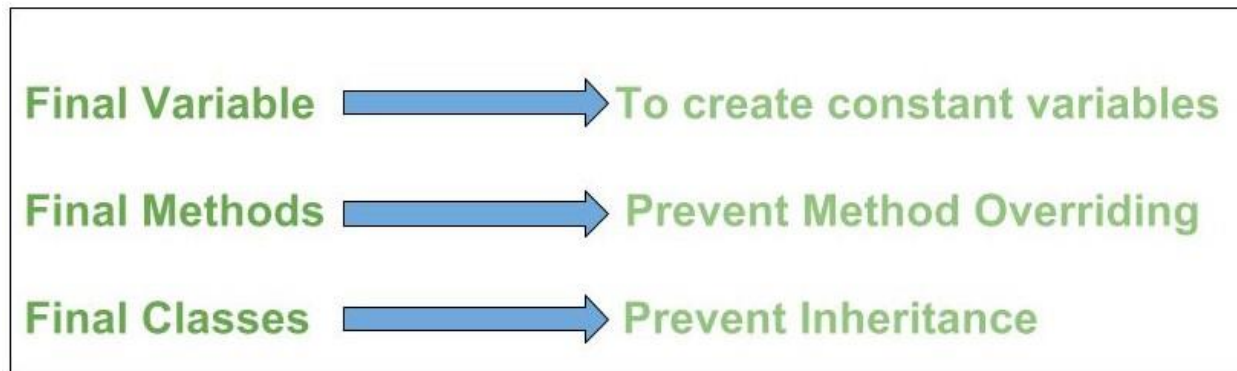 Final Variable To create constant variables
Final Methods Prevent Method Overriding
Final Classes Prevent Inheritance